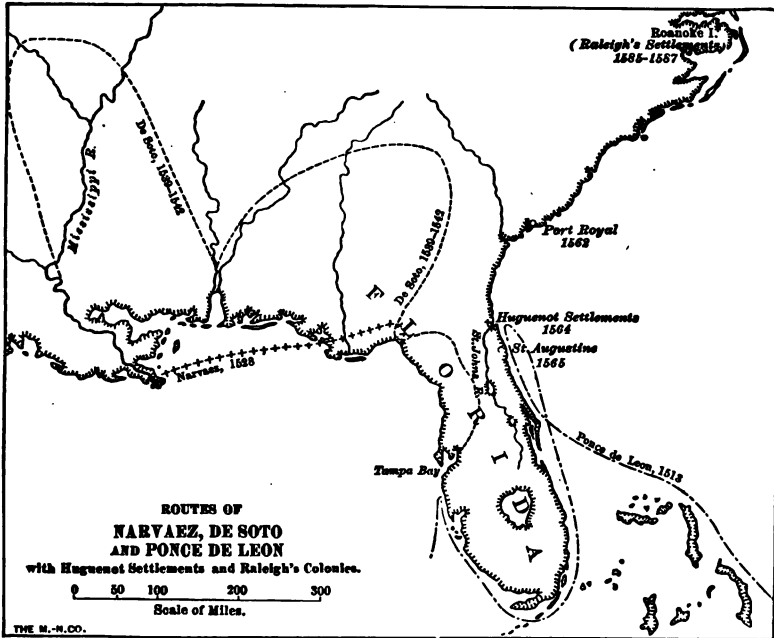 Roanoke I.
(Raleigh's Settlements)
1585-1587
De Soto, 1539-1542
Mississippi R.
Port Royal
1562
De Soto, 1539-1542
Huguenot Settlements
1564
St. Augustine
1565
St. Johns R.
Narvaez, 1528
FLORIDA
Ponce de Leon, 1513
Tampa Bay
ROUTES OF
NARVAEZ, DE SOTO
AND PONCE DE LEON
with Huguenot Settlements and Raleigh's Colonies.
0 50 100 200 300
Scale of Miles.
THE M.-N.CO.